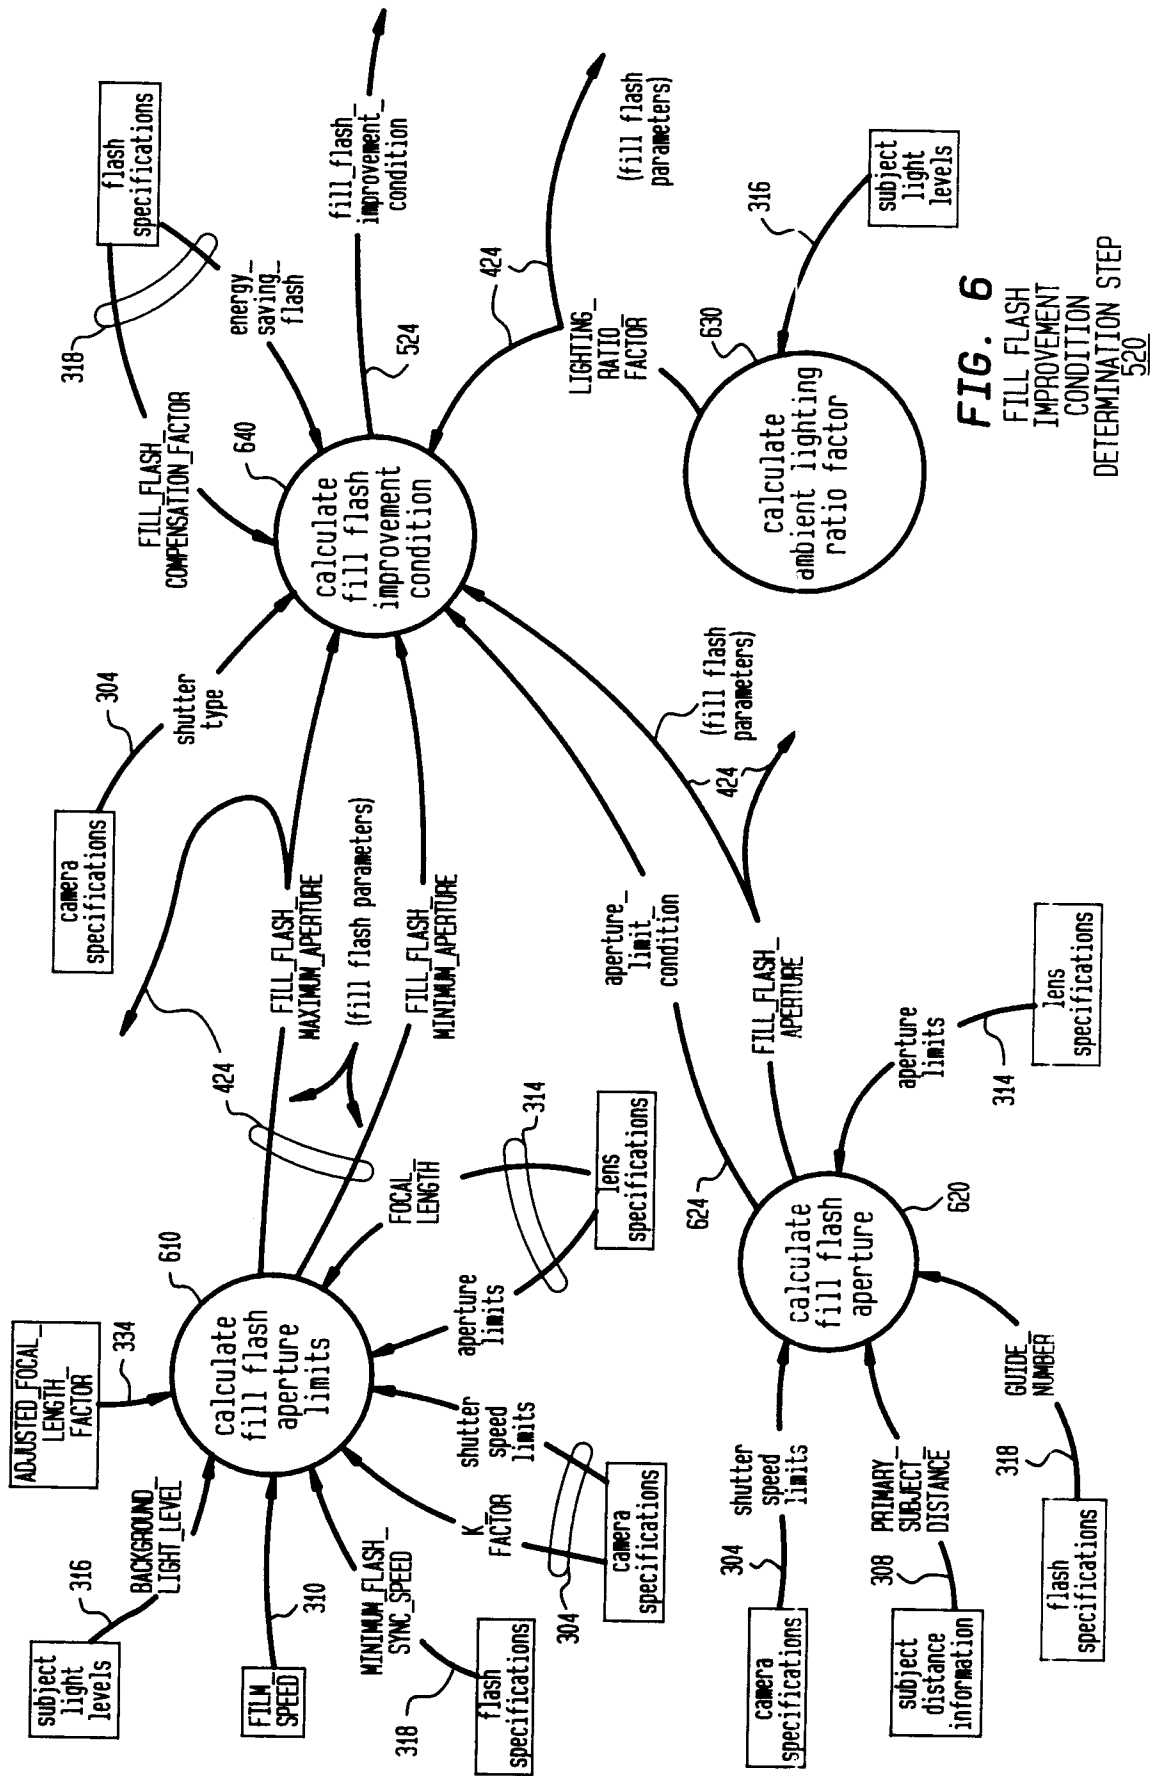 subject
light
levels
316
BACKGROUND_
LIGHT_LEVEL
ADJUSTED_FOCAL_
LENGTH_
FACTOR
334
610
calculate
fill flash
aperture
limits
FILM_
SPEED
310
MINIMUM_FLASH_
SYNC_SPEED
318
flash
specifications
K_
FACTOR
304
camera
specifications
shutter
speed
limits
aperture
limits
FOCAL_
LENGTH
314
lens
specifications
424
FILL_FLASH_
MAXIMUM_APERTURE
(fill flash parameters)
FILL_FLASH_
MINIMUM_APERTURE
camera
specifications
304
shutter
type
FILL_FLASH_
COMPENSATION_FACTOR
318
flash
specifications
energy_
saving_
flash
640
calculate
fill flash
improvement
condition
524
fill_flash_
improvement_
condition
424
LIGHTING_
RATIO_
FACTOR
(fill flash
parameters)
630
calculate
ambient lighting
ratio factor
316
subject
light
levels
aperture_
limit_
condition
624
FILL_FLASH_
APERTURE
424
(fill flash
parameters)
camera
specifications
304
shutter
speed
limits
calculate
fill flash
aperture
620
aperture
limits
314
lens
specifications
subject
distance
information
308
PRIMARY_
SUBJECT_
DISTANCE
flash
specifications
318
GUIDE_
NUMBER
FIG. 6
FILL FLASH
IMPROVEMENT
CONDITION
DETERMINATION STEP
520